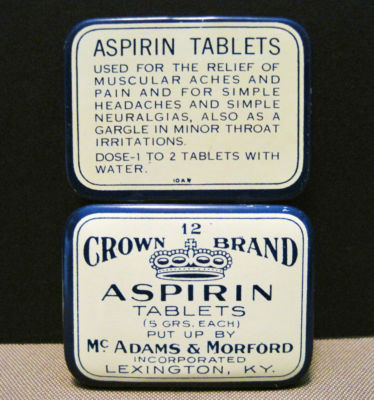 ASPIRIN TABLETS
USED FOR THE RELIEF OF
MUSCULAR ACHES AND
PAIN AND FOR SIMPLE
HEADACHES AND SIMPLE
NEURALGIAS, ALSO AS A
GARGLE IN MINOR THROAT
IRRITATIONS.
DOSE-1 TO 2 TABLETS WITH
WATER.
12
CROWN BRAND
ASPIRIN
TABLETS
(5 GRS. EACH)
PUT UP BY
Mc ADAMS & MORFORD
INCORPORATED
LEXINGTON, KY.